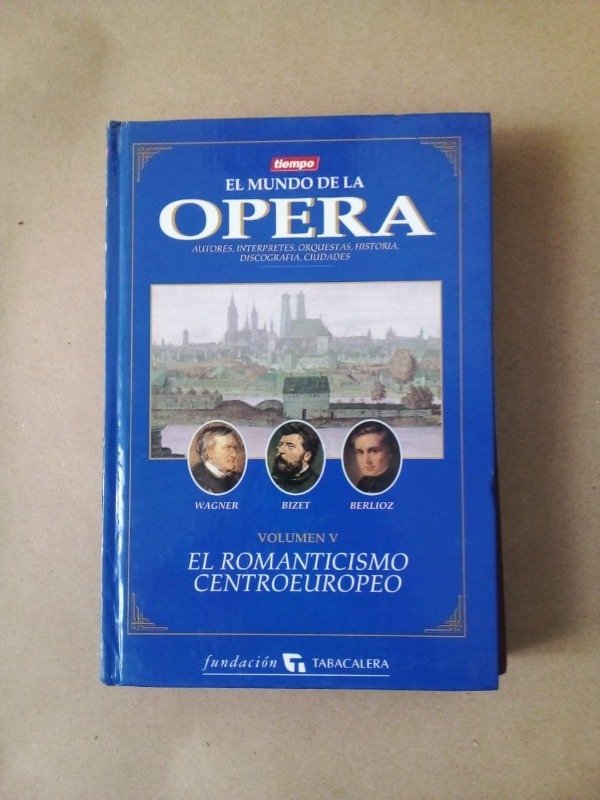 tiempo
EL MUNDO DE LA
OPERA
AUTORES, INTERPRETES, ORQUESTAS, HISTORIA,
DISCOGRAFIA, CIUDADES
WAGNER BIZET BERLIOZ
VOLUMEN V
EL ROMANTICISMO
CENTROEUROPEO
fundación TABACALERA